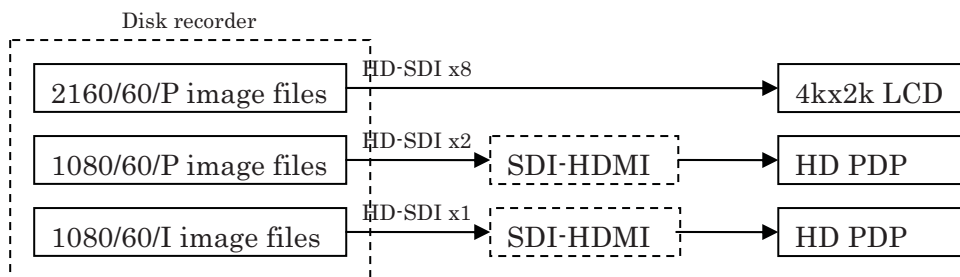 Disk recorder
HD-SDI x8
2160/60/P image files
4kx2k LCD
HD-SDI x2
1080/60/P image files
SDI-HDMI
HD PDP
HD-SDI x1
1080/60/I image files
SDI-HDMI
HD PDP